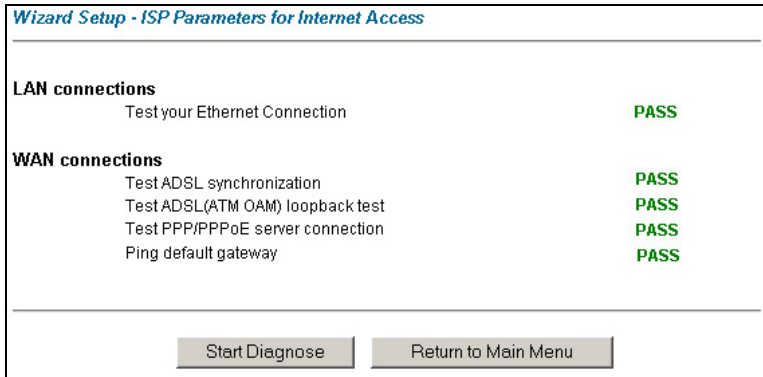 Wizard Setup - ISP Parameters for Internet Access
LAN connections
Test your Ethernet Connection PASS
WAN connections
Test ADSL synchronization PASS
Test ADSL(ATM OAM) loopback test PASS
Test PPP/PPPoE server connection PASS
Ping default gateway PASS
Start Diagnose Return to Main Menu